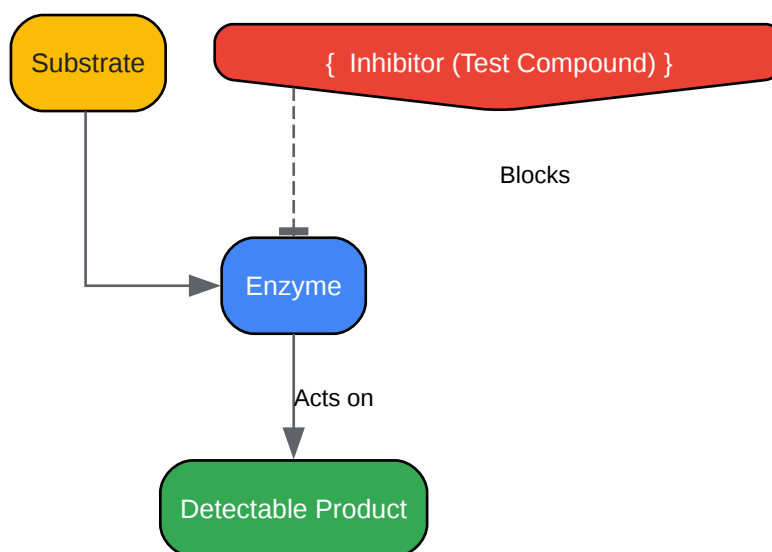 Substrate
{ Inhibitor (Test Compound) }
Blocks
Enzyme
Acts on
Detectable Product